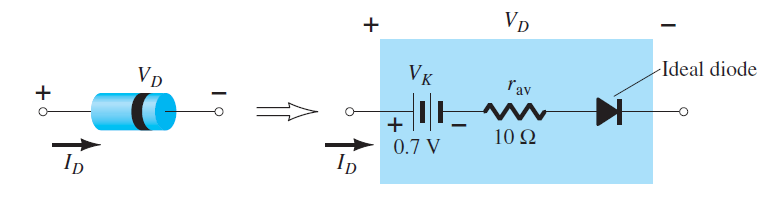 + V_D −
I_D
+ V_D −
V_K
r_av
Ideal diode
+ −
0.7 V
10 Ω
I_D